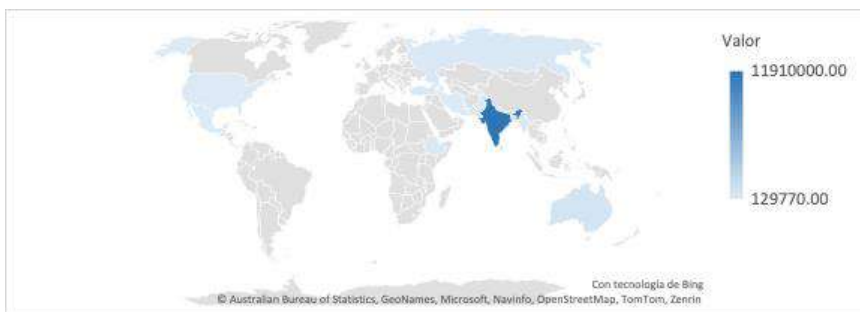 Valor
11910000.00
129770.00
Con tecnología de Bing
© Australian Bureau of Statistics, GeoNames, Microsoft, Navinfo, OpenStreetMap, TomTom, Zenrin